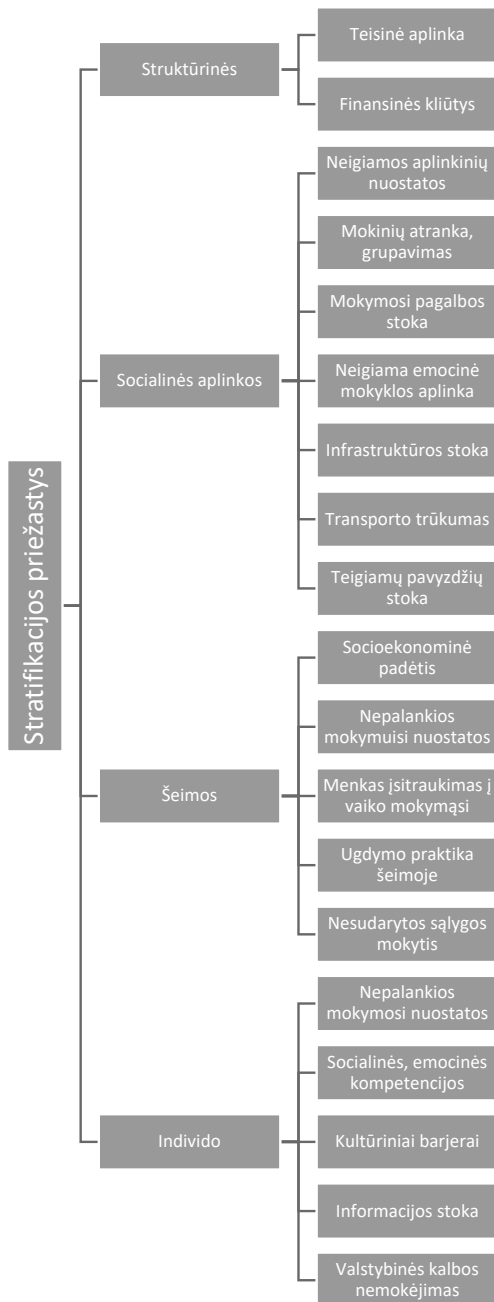 Stratifikacijos priežastys
Struktūrinės
Teisinė aplinka
Finansinės kliūtys
Socialinės aplinkos
Neigiamos aplinkinių
nuostatos
Mokinių atranka,
grupavimas
Mokymosi pagalbos
stoka
Neigiama emocinė
mokyklos aplinka
Infrastruktūros stoka
Transporto trūkumas
Teigiamų pavyzdžių
stoka
Šeimos
Socioekonominė
padėtis
Nepalankios
mokymuisi nuostatos
Menkas įsitraukimas į
vaiko mokymąsi
Ugdymo praktika
šeimoje
Nesudarytos sąlygos
mokytis
Individo
Nepalankios
mokymosi nuostatos
Socialinės, emocinės
kompetencijos
Kultūriniai barjerai
Informacijos stoka
Valstybinės kalbos
nemokėjimas